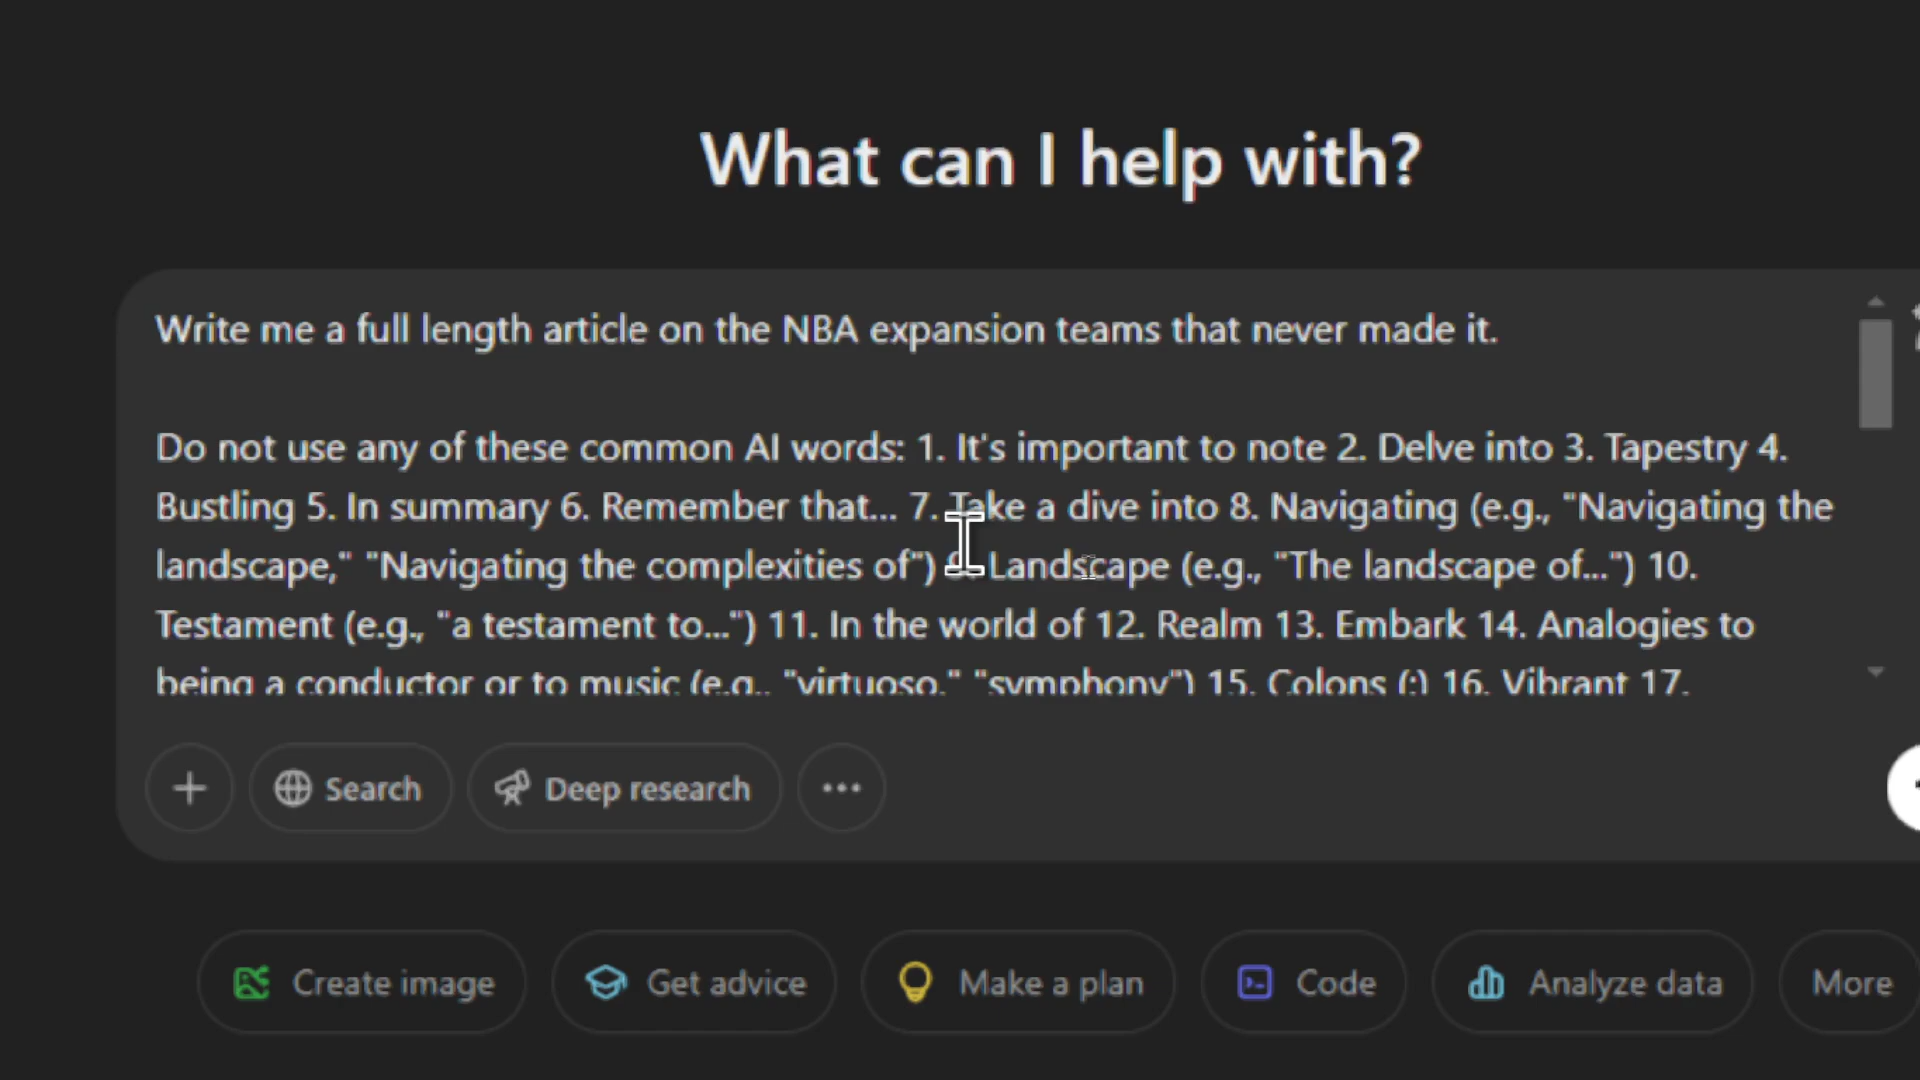 What can I help with?
Write me a full length article on the NBA expansion teams that never made it.
Do not use any of these common AI words: 1. It's important to note 2. Delve into 3. Tapestry 4.
Bustling 5. In summary 6. Remember that... 7. Take a dive into 8. Navigating (e.g., "Navigating the
landscape," "Navigating the complexities of") 9. Landscape (e.g., "The landscape of...") 10.
Testament (e.g., "a testament to...") 11. In the world of 12. Realm 13. Embark 14. Analogies to
being a conductor or to music (e.g., "virtuoso," "symphony") 15. Colons (:) 16. Vibrant 17.
Search
Deep research
Create image
Get advice
Make a plan
Code
Analyze data
More